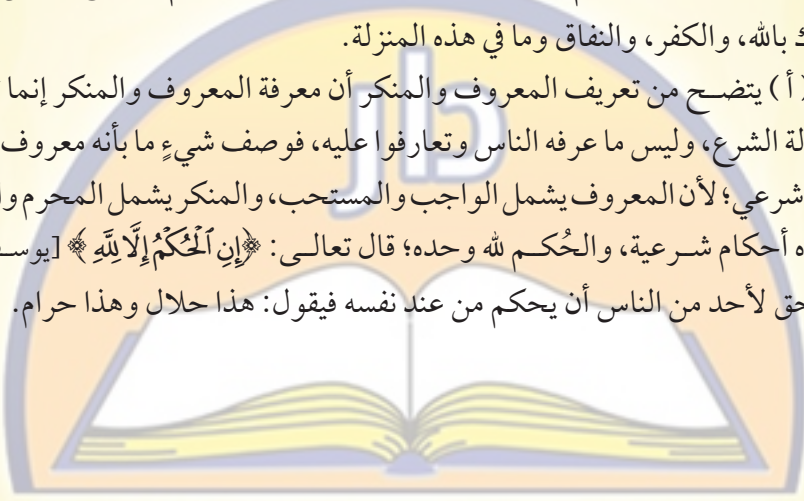 بالله، والكفر، والنفاق وما في هذه المنزلة.
(أ) يتضح من تعريف المعروف والمنكر أن معرفة المعروف والمنكر إنما
الشرع، وليس ما عرفه الناس وتعارفوا عليه، فوصف شيءٍ ما بأنه معروف
شرعي؛ لأن المعروف يشمل الواجب والمستحب، والمنكر يشمل المحرم
أحكام شرعية، والحُكم لله وحده؛ قال تعالى: ﴿إِنِ ٱلْحُكْمُ إِلَّا لِلَّهِ﴾ [يوسف
لأحد من الناس أن يحكم من عند نفسه فيقول: هذا حلال وهذا حرام.
دار